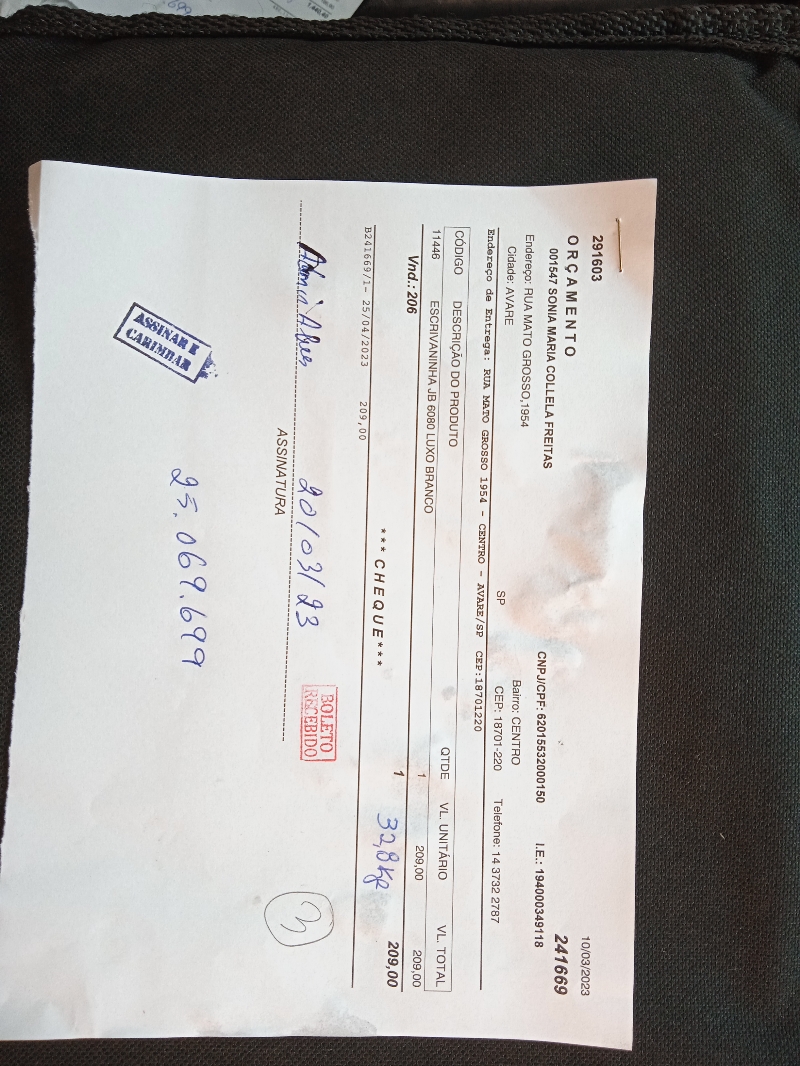 291603
10/03/2023
ORÇAMENTO
241669
001547 SONIA MARIA COLLELA FREITAS CNPJ/CPF: 62015532000150 I.E.: 194000349118
Endereço: RUA MATO GROSSO,1954 Bairro: CENTRO
Cidade: AVARE SP CEP: 18701-220 Telefone: 14 3732 2787
Endereço de Entrega: RUA MATO GROSSO 1954 - CENTRO - AVARE/SP CEP:18701220
CÓDIGO DESCRIÇÃO DO PRODUTO QTDE VL. UNITÁRIO VL. TOTAL
11446 ESCRIVANINHA JB 6080 LUXO BRANCO 1 209,00 209,00
Vnd.: 206 1 32,8 Kg 209,00
*** CHEQUE***
B241669/1- 25/04/2023 209,00
20/03/23
BOLETO
RECEBIDO
3
ASSINATURA
ASSINAR E
CARIMBAR
25.069.699